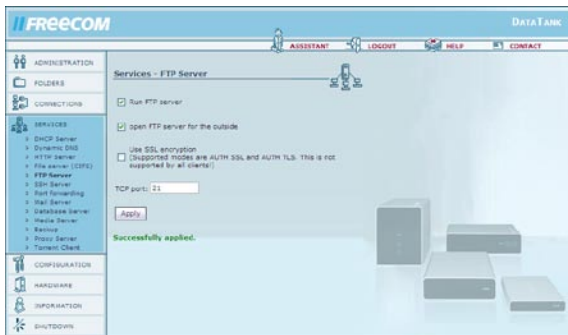 FREECOM
DATATANK
ASSISTANT
LOGOUT
HELP
CONTACT
ADMINISTRATION
FOLDERS
CONNECTIONS
SERVICES
DHCP Server
Dynamic DNS
HTTP Server
File server (CIFS)
FTP Server
SSH Server
Port forwarding
Mail Server
Database Server
Media Server
Backup
Proxy Server
Torrent Client
CONFIGURATION
HARDWARE
INFORMATION
SHUTDOWN
Services - FTP Server
Run FTP server
open FTP server for the outside
Use SSL encryption
(Supported modes are AUTH SSL and AUTH TLS. This is not
supported by all clients!)
TCP port: 21
Apply
Successfully applied.